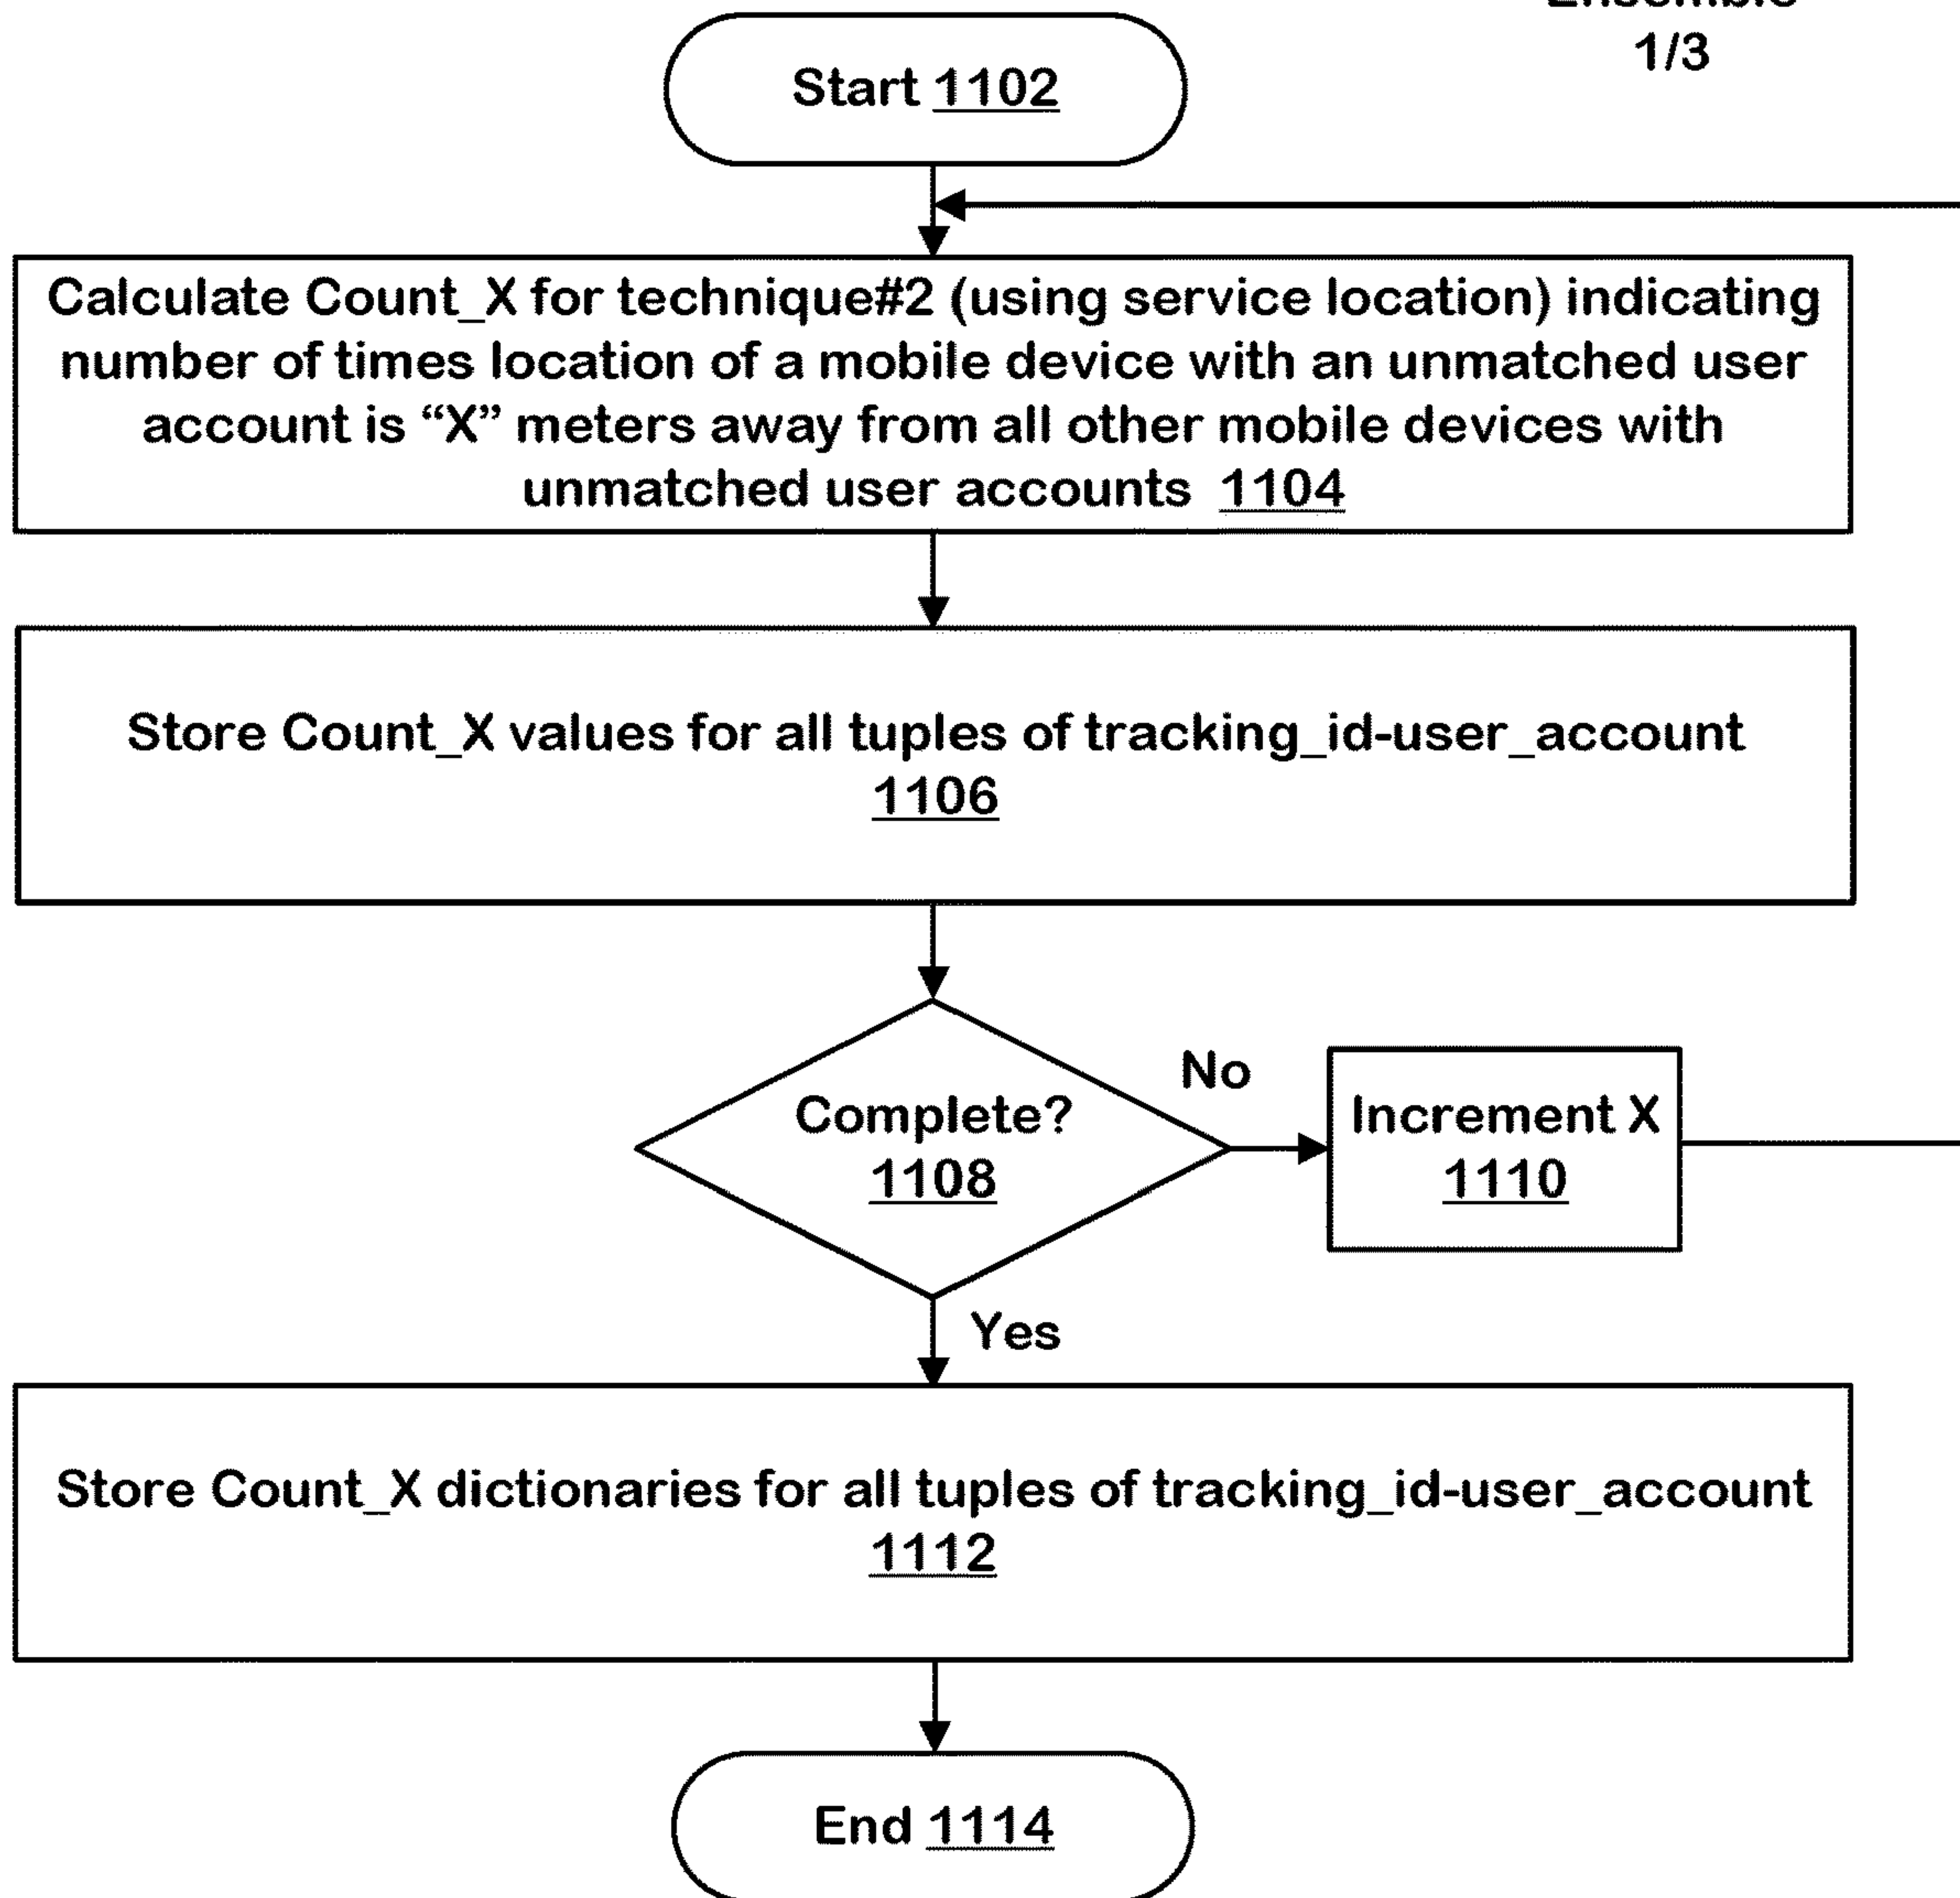 Ensemble
1/3
Start 1102
Calculate Count_X for technique#2 (using service location) indicating
number of times location of a mobile device with an unmatched user
account is “X” meters away from all other mobile devices with
unmatched user accounts 1104
Store Count_X values for all tuples of tracking_id-user_account
1106
Complete?
1108
No
Increment X
1110
Yes
Store Count_X dictionaries for all tuples of tracking_id-user_account
1112
End 1114